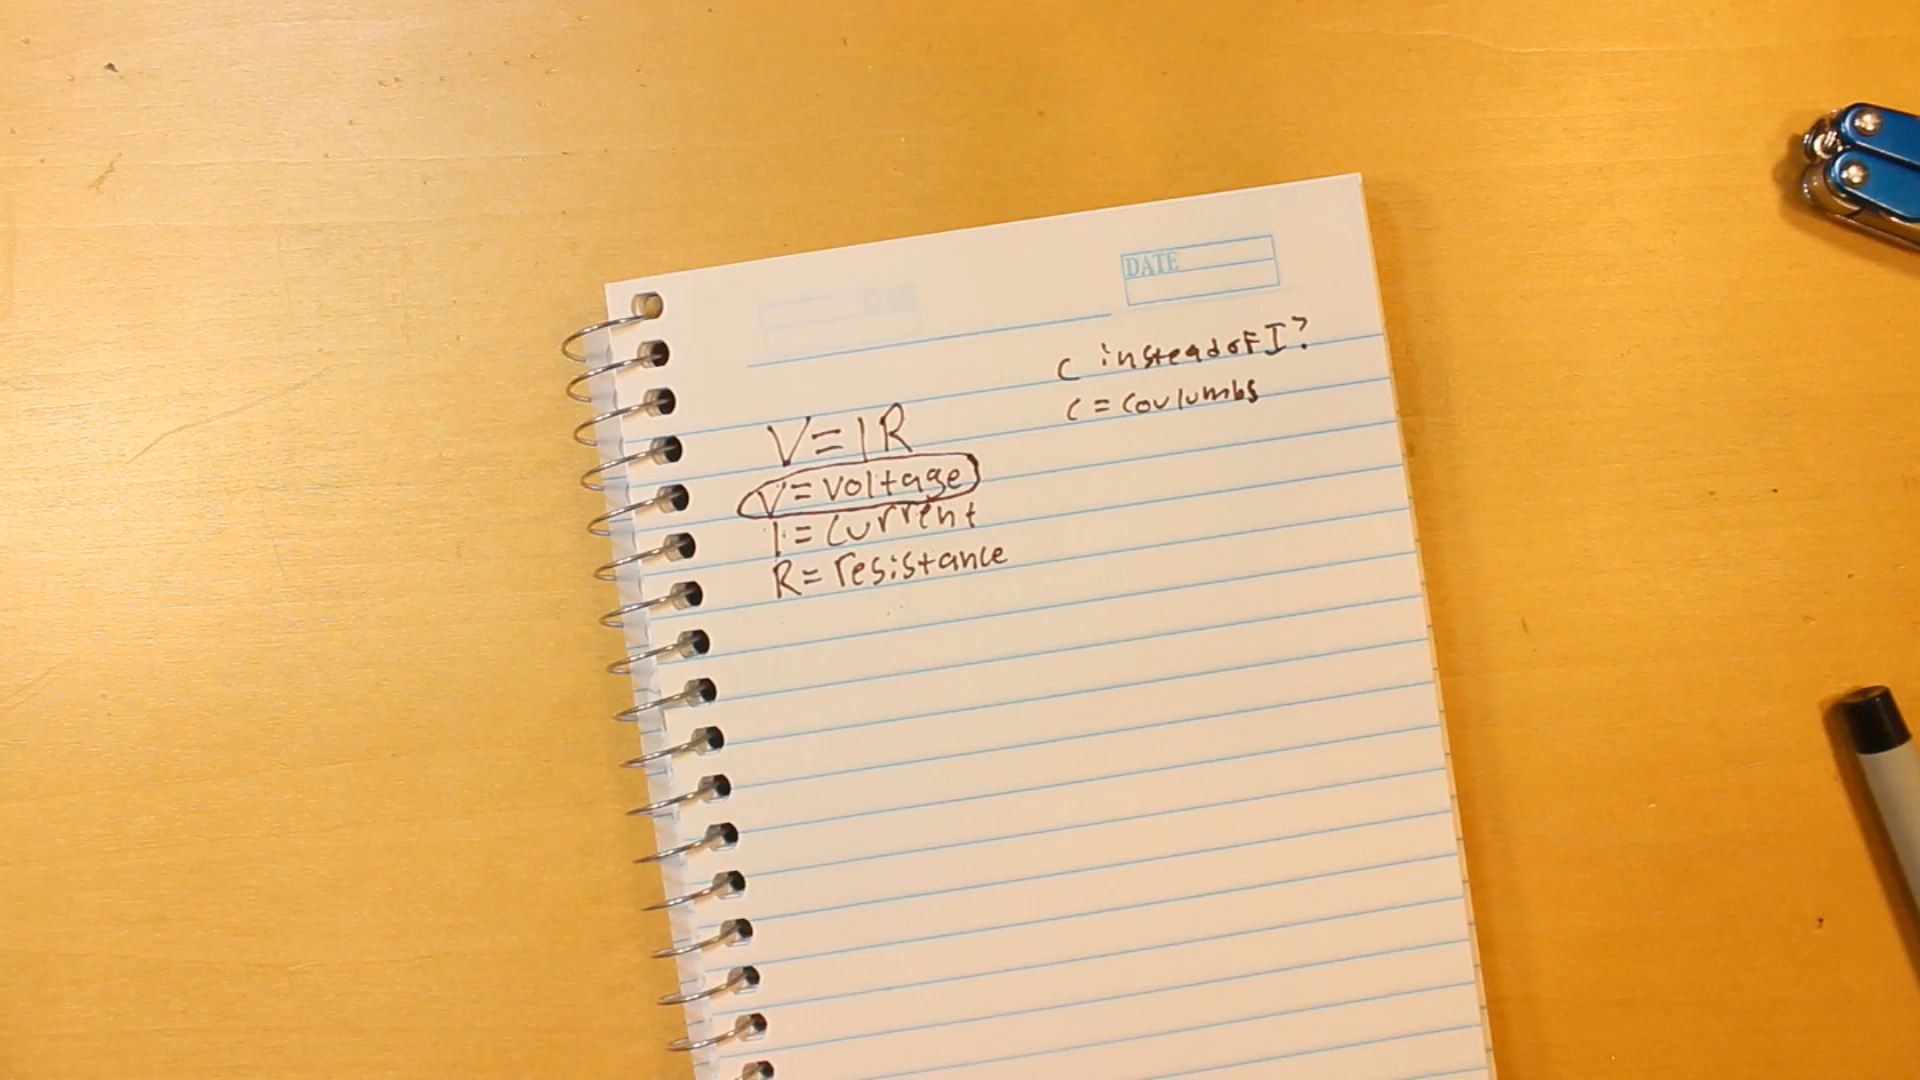 DATE
C instead of I?
C = Coulumbs
V = IR
V = voltage
I = Current
R = resistance